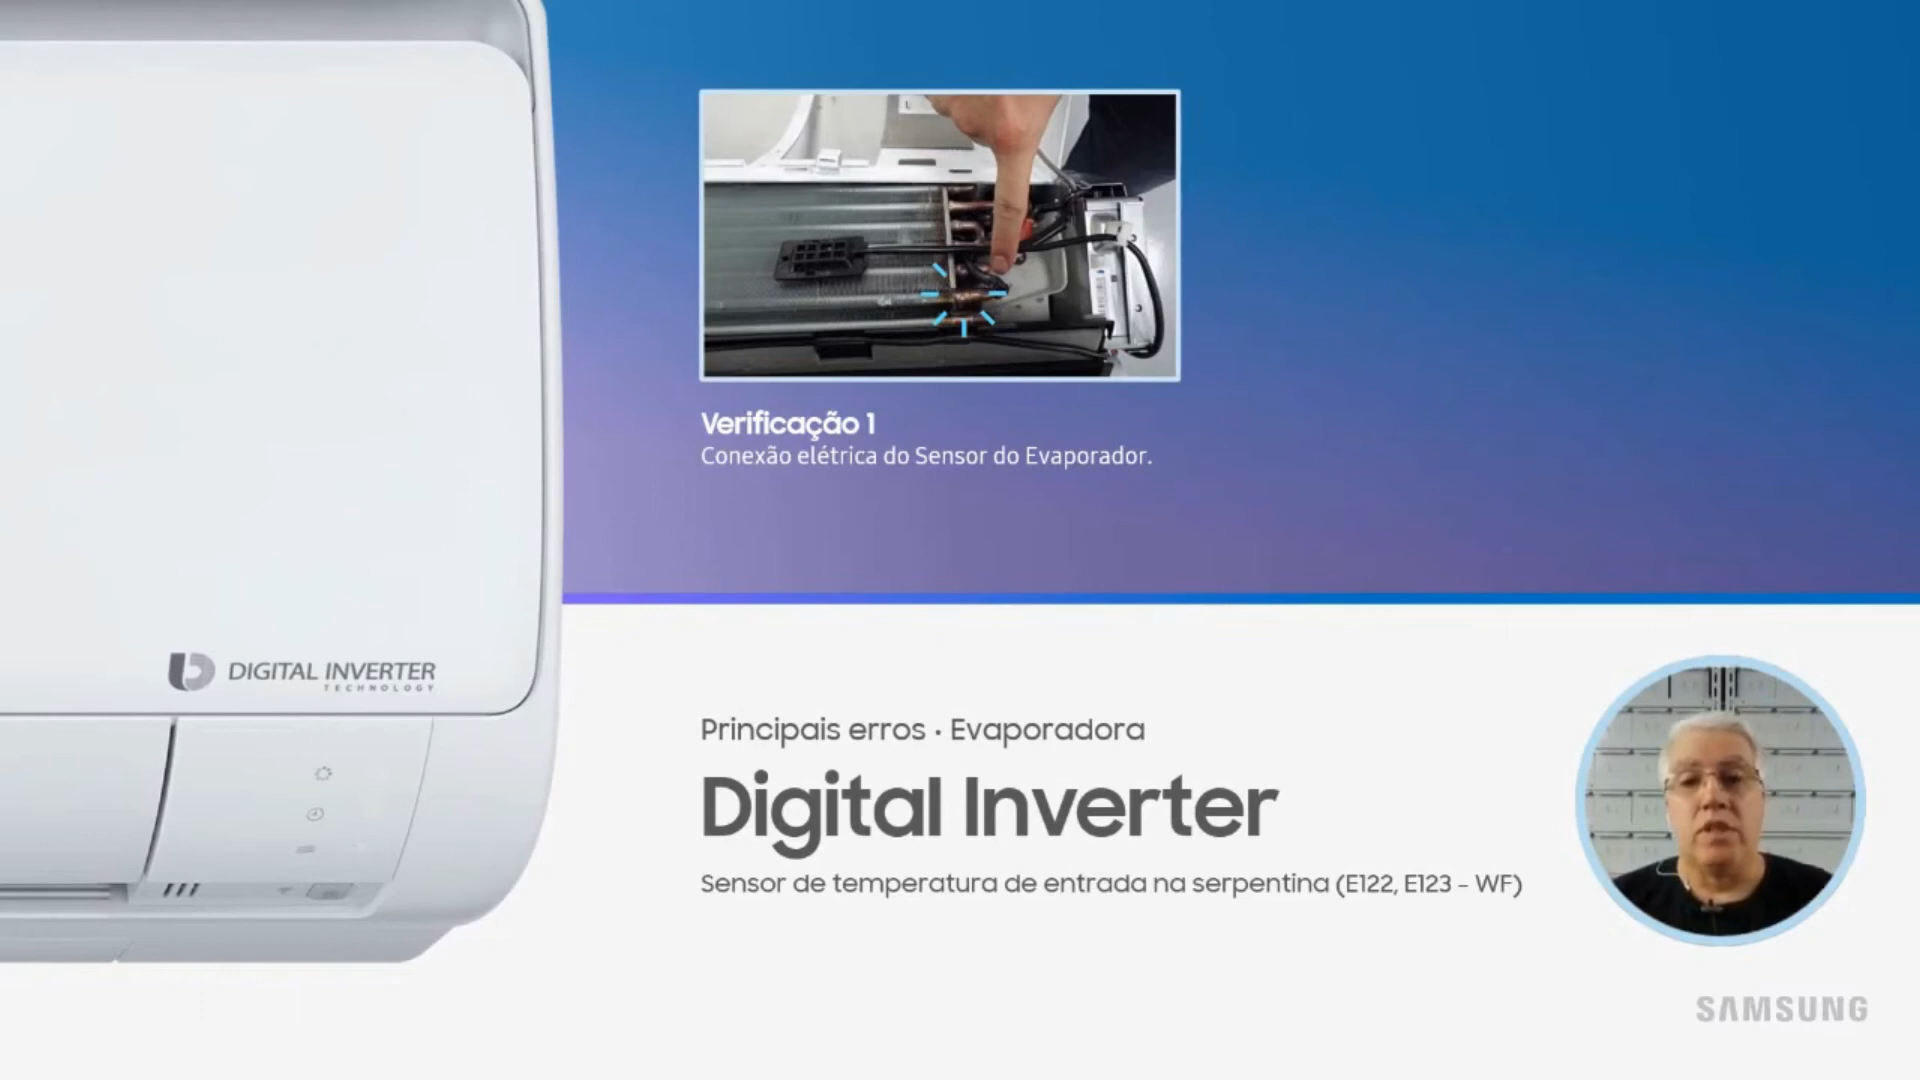 Verificação 1
Conexão elétrica do Sensor do Evaporador.
DIGITAL INVERTER
TECHNOLOGY
Principais erros • Evaporadora
Digital Inverter
Sensor de temperatura de entrada na serpentina (E122, E123 – WF)
SAMSUNG